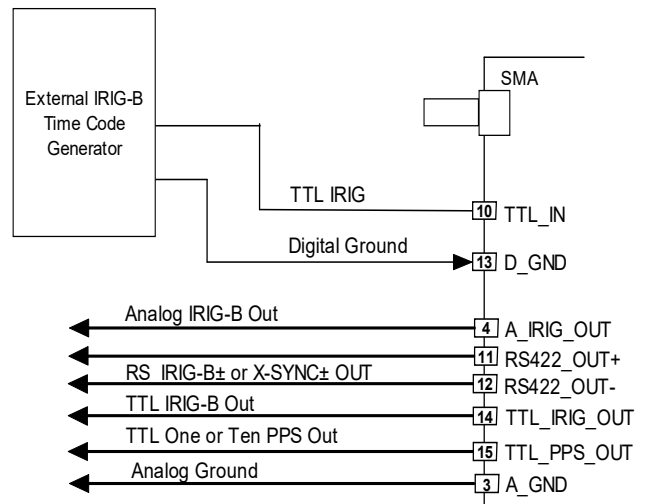 External IRIG-B
Time Code
Generator
SMA
TTL IRIG
10 TTL_IN
Digital Ground
13 D_GND
Analog IRIG-B Out
4 A_IRIG_OUT
11 RS422_OUT+
RS IRIG-B± or X-SYNC± OUT
12 RS422_OUT-
TTL IRIG-B Out
14 TTL_IRIG_OUT
TTL One or Ten PPS Out
15 TTL_PPS_OUT
Analog Ground
3 A_GND